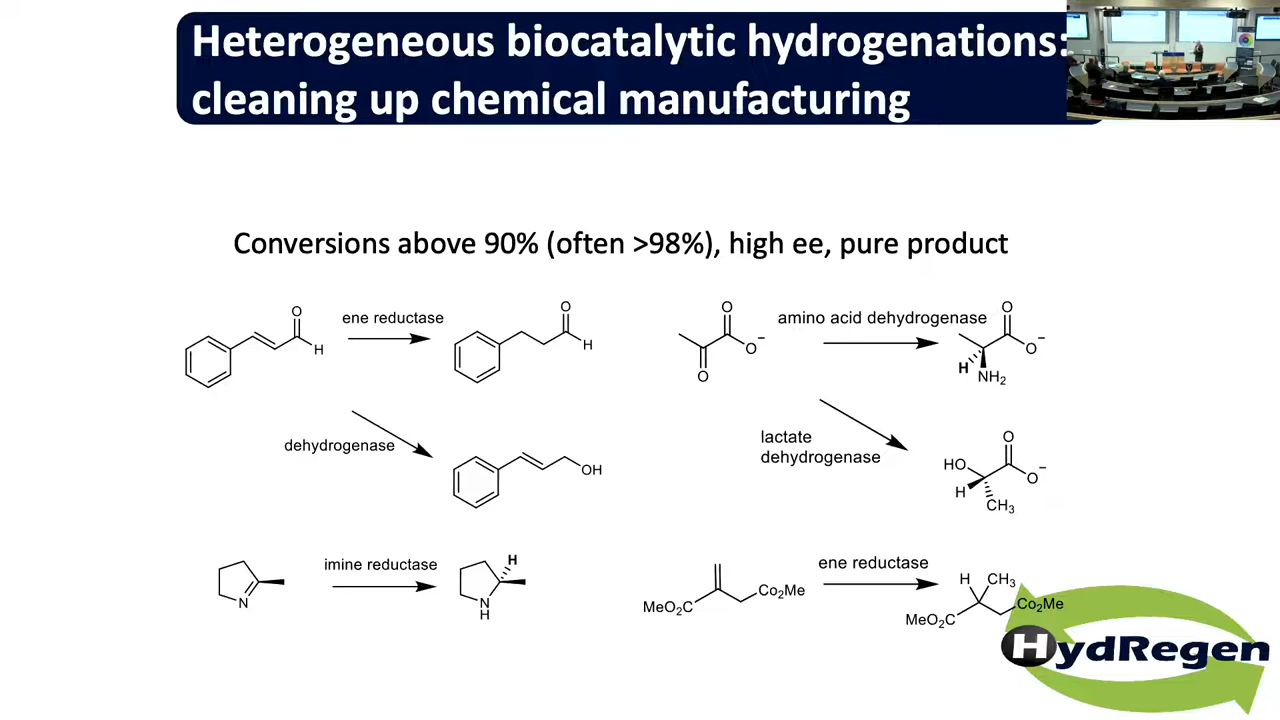 Heterogeneous biocatalytic hydrogenations:
cleaning up chemical manufacturing
Conversions above 90% (often >98%), high ee, pure product
O
H
ene reductase
O
H
O
O−
O
amino acid dehydrogenase
O
O−
H
NH2
dehydrogenase
OH
lactate
dehydrogenase
O
HO
O−
H
CH3
N
imine reductase
H
N
H
MeO2C
Co2Me
ene reductase
H
CH3
Co2Me
MeO2C
HydRegen